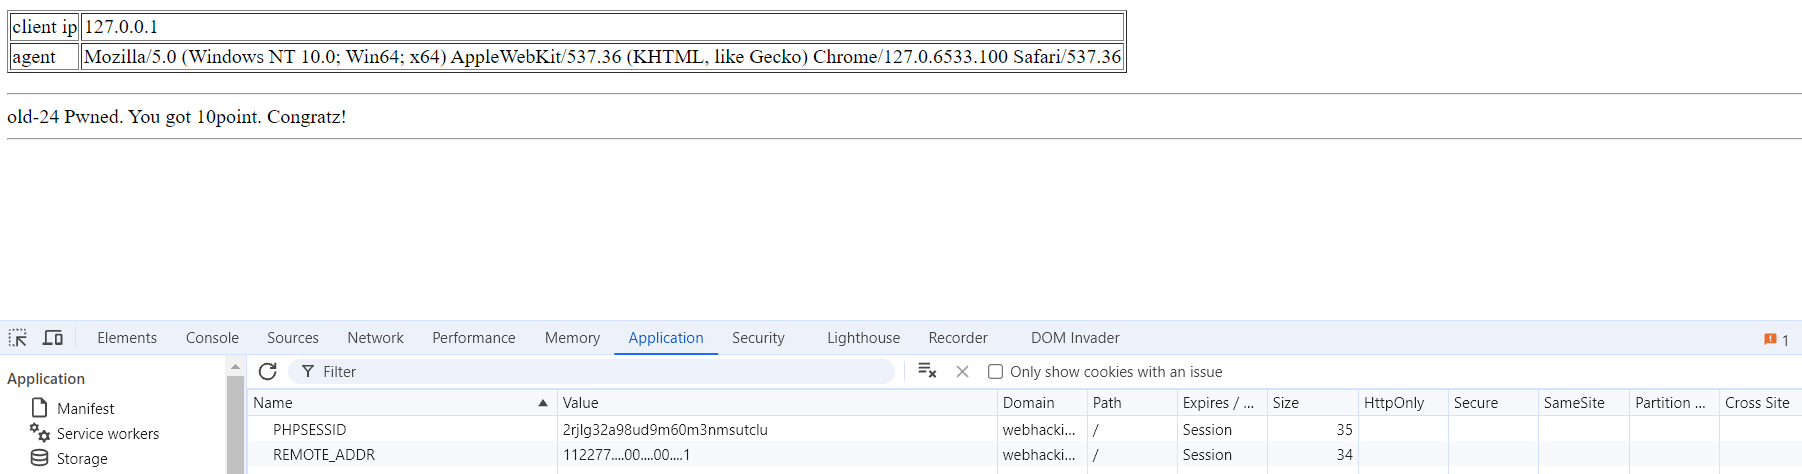 client ip 127.0.0.1
agent Mozilla/5.0 (Windows NT 10.0; Win64; x64) AppleWebKit/537.36 (KHTML, like Gecko) Chrome/127.0.6533.100 Safari/537.36
old-24 Pwned. You got 10point. Congratz!
Elements Console Sources Network Performance Memory Application Security Lighthouse Recorder DOM Invader 1
Application
Filter Only show cookies with an issue
Manifest
Service workers
Storage
Name Value Domain Path Expires / ... Size HttpOnly Secure SameSite Partition ... Cross Site
PHPSESSID 2rjlg32a98ud9m60m3nmsutclu webhacki... / Session 35
REMOTE_ADDR 112277....00....00....1 webhacki... / Session 34